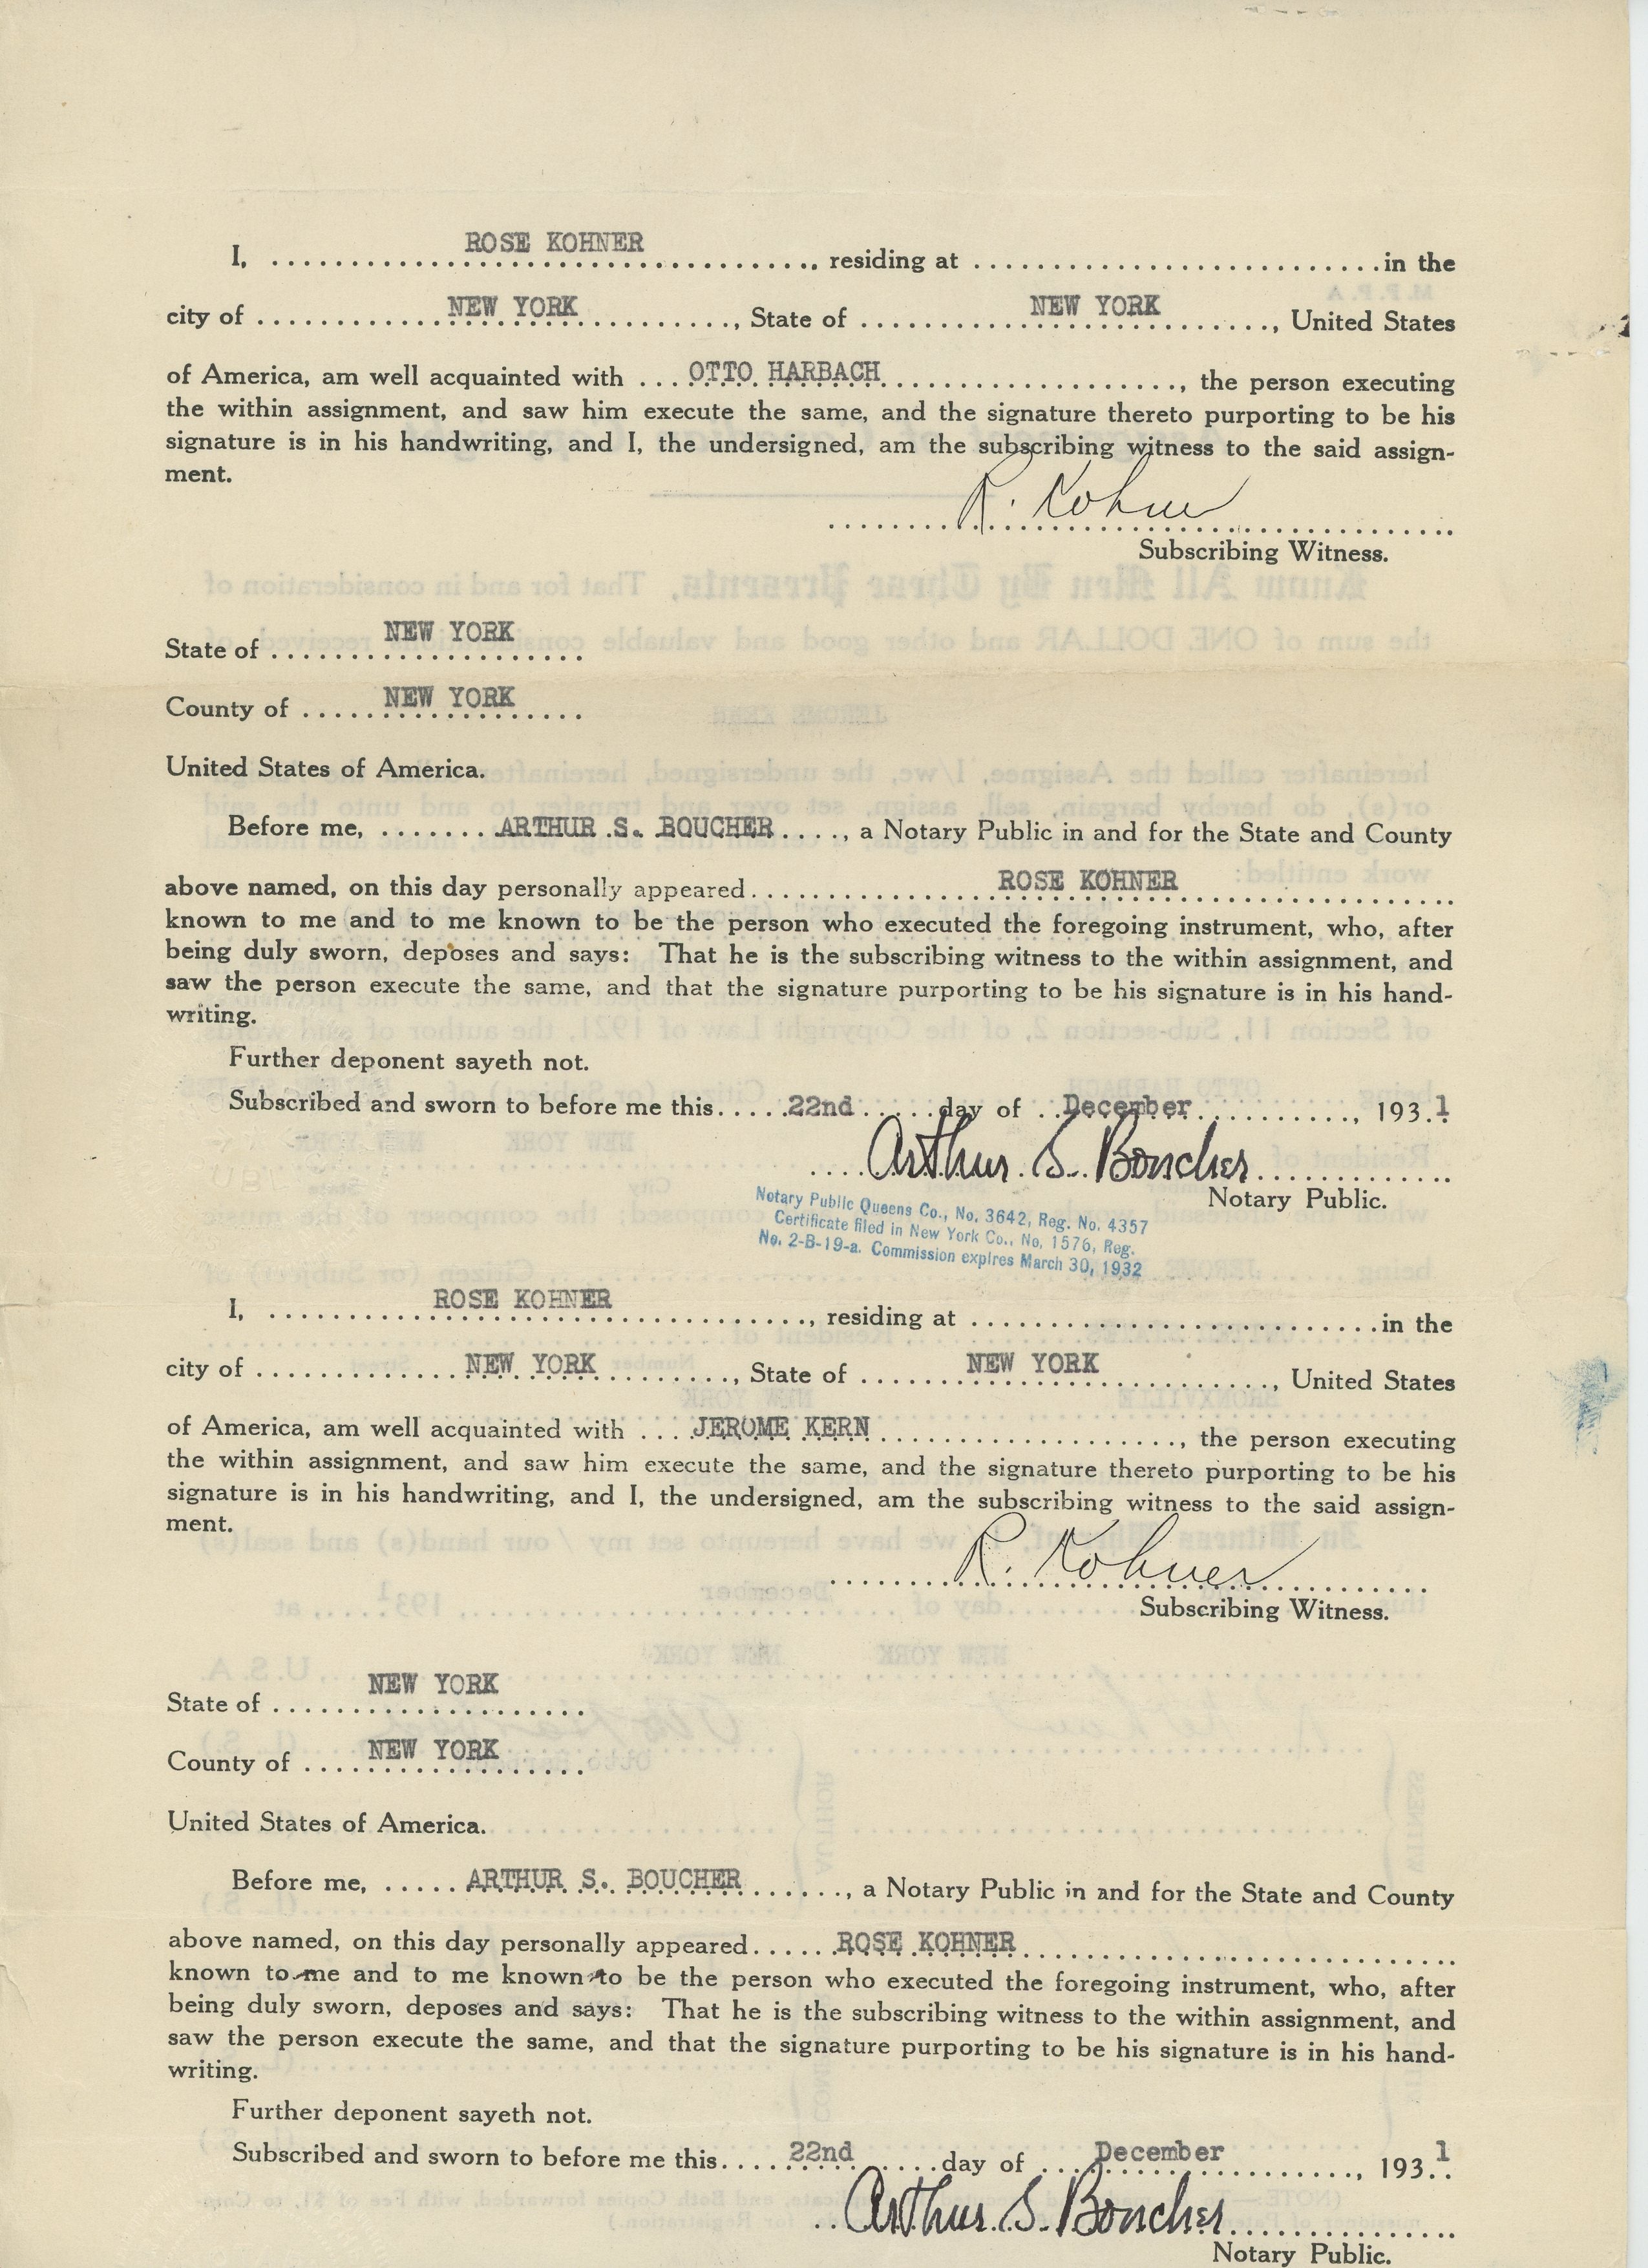 I, ROSE KOHNER, residing at in the
city of NEW YORK, State of NEW YORK, United States
of America, am well acquainted with OTTO HARBACH, the person executing
the within assignment, and saw him execute the same, and the signature thereto purporting to be his
signature is in his handwriting, and I, the undersigned, am the subscribing witness to the said assign-
ment.
R. Kohner
Subscribing Witness.
State of NEW YORK
County of NEW YORK
United States of America.
Before me, ARTHUR S. BOUCHER, a Notary Public in and for the State and County
above named, on this day personally appeared ROSE KOHNER
known to me and to me known to be the person who executed the foregoing instrument, who, after
being duly sworn, deposes and says: That he is the subscribing witness to the within assignment, and
saw the person execute the same, and that the signature purporting to be his signature is in his hand-
writing.
Further deponent sayeth not.
Subscribed and sworn to before me this 22nd day of December, 1931
Arthur S. Boucher
Notary Public.
Notary Public Queens Co., No. 3642, Reg. No. 4357
Certificate filed in New York Co., No. 1576, Reg.
No. 2-B-19-a. Commission expires March 30, 1932
I, ROSE KOHNER, residing at in the
city of NEW YORK, State of NEW YORK, United States
of America, am well acquainted with JEROME KERN, the person executing
the within assignment, and saw him execute the same, and the signature thereto purporting to be his
signature is in his handwriting, and I, the undersigned, am the subscribing witness to the said assign-
ment.
R. Kohner
Subscribing Witness.
State of NEW YORK
County of NEW YORK
United States of America.
Before me, ARTHUR S. BOUCHER, a Notary Public in and for the State and County
above named, on this day personally appeared ROSE KOHNER
known to me and to me known to be the person who executed the foregoing instrument, who, after
being duly sworn, deposes and says: That he is the subscribing witness to the within assignment, and
saw the person execute the same, and that the signature purporting to be his signature is in his hand-
writing.
Further deponent sayeth not.
Subscribed and sworn to before me this 22nd day of December, 1931
Arthur S. Boucher
Notary Public.